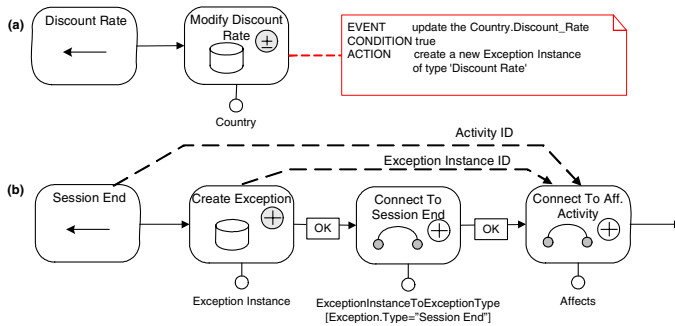 (a)
Discount Rate
Modify Discount
Rate
Country
EVENT update the Country.Discount_Rate
CONDITION true
ACTION create a new Exception Instance
of type 'Discount Rate'
Activity ID
Exception Instance ID
(b)
Session End
Create Exception
OK
Connect To
Session End
OK
Connect To Aff.
Activity
Exception Instance
ExceptionInstanceToExceptionType
[Exception.Type="Session End"]
Affects